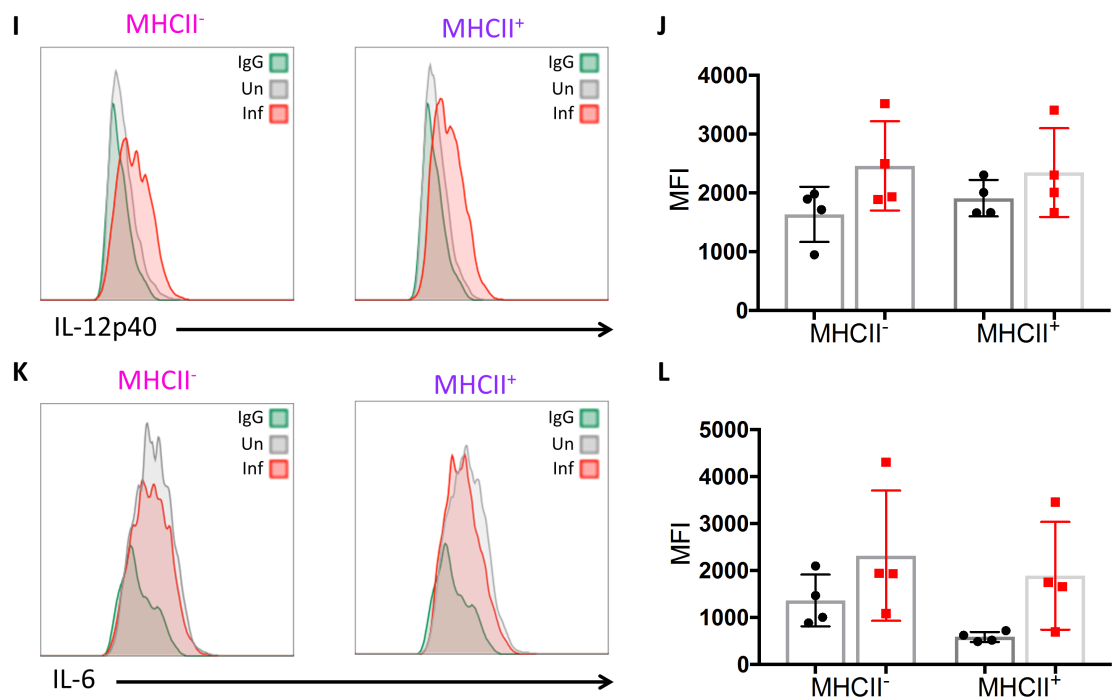 I
MHCII⁻
MHCII⁺
IgG
Un
Inf
IgG
Un
Inf
IL-12p40
J
4000
3000
2000
1000
0
MFI
MHCII⁻
MHCII⁺
K
MHCII⁻
MHCII⁺
IgG
Un
Inf
IgG
Un
Inf
IL-6
L
5000
4000
3000
2000
1000
0
MFI
MHCII⁻
MHCII⁺